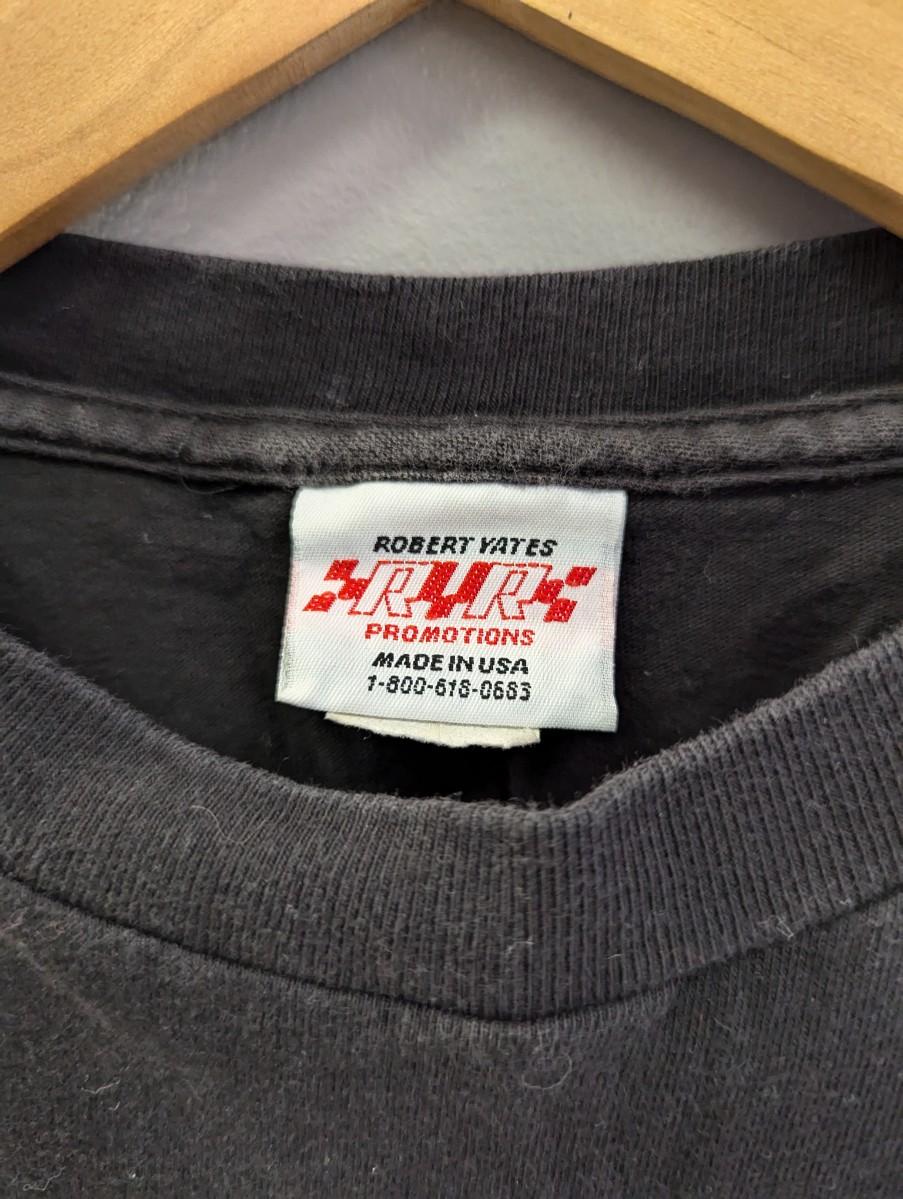 ROBERT YATES
RYR
PROMOTIONS
MADE IN USA
1-800-618-0683